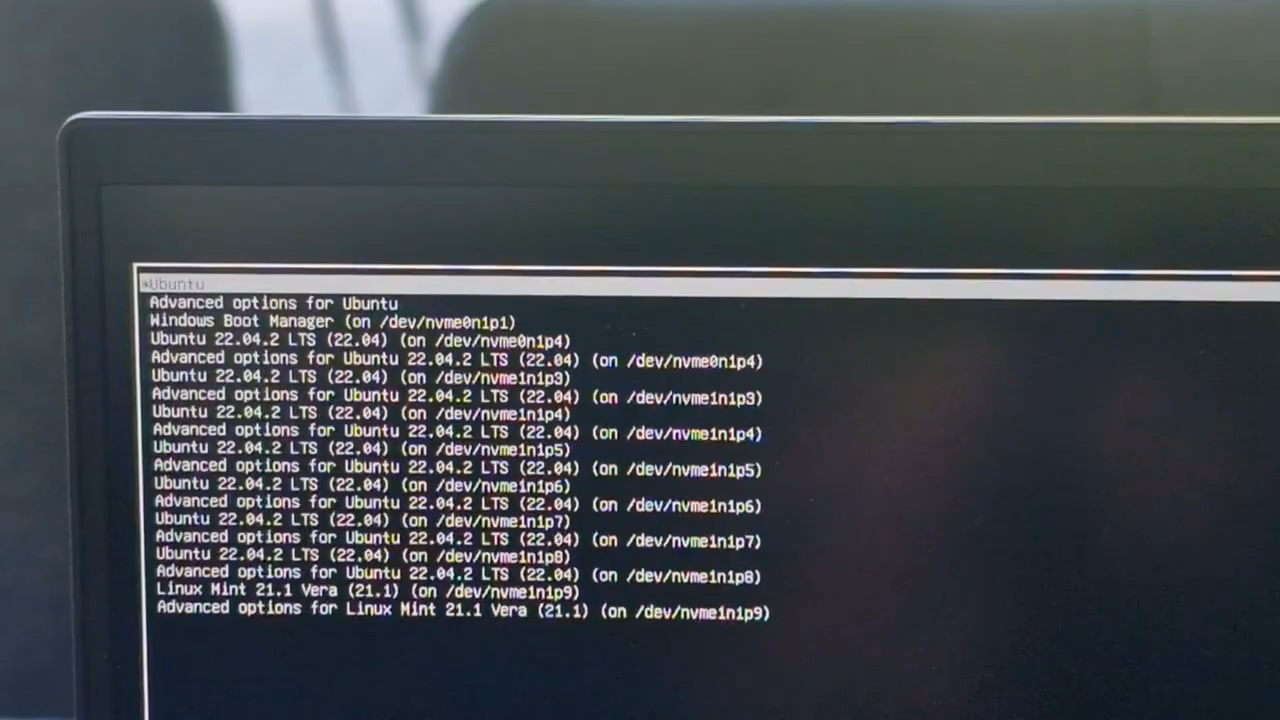 *Ubuntu
Advanced options for Ubuntu
Windows Boot Manager (on /dev/nvme0n1p1)
Ubuntu 22.04.2 LTS (22.04) (on /dev/nvme0n1p4)
Advanced options for Ubuntu 22.04.2 LTS (22.04) (on /dev/nvme0n1p4)
Ubuntu 22.04.2 LTS (22.04) (on /dev/nvme1n1p3)
Advanced options for Ubuntu 22.04.2 LTS (22.04) (on /dev/nvme1n1p3)
Ubuntu 22.04.2 LTS (22.04) (on /dev/nvme1n1p4)
Advanced options for Ubuntu 22.04.2 LTS (22.04) (on /dev/nvme1n1p4)
Ubuntu 22.04.2 LTS (22.04) (on /dev/nvme1n1p5)
Advanced options for Ubuntu 22.04.2 LTS (22.04) (on /dev/nvme1n1p5)
Ubuntu 22.04.2 LTS (22.04) (on /dev/nvme1n1p6)
Advanced options for Ubuntu 22.04.2 LTS (22.04) (on /dev/nvme1n1p6)
Ubuntu 22.04.2 LTS (22.04) (on /dev/nvme1n1p7)
Advanced options for Ubuntu 22.04.2 LTS (22.04) (on /dev/nvme1n1p7)
Ubuntu 22.04.2 LTS (22.04) (on /dev/nvme1n1p8)
Advanced options for Ubuntu 22.04.2 LTS (22.04) (on /dev/nvme1n1p8)
Linux Mint 21.1 Vera (21.1) (on /dev/nvme1n1p9)
Advanced options for Linux Mint 21.1 Vera (21.1) (on /dev/nvme1n1p9)